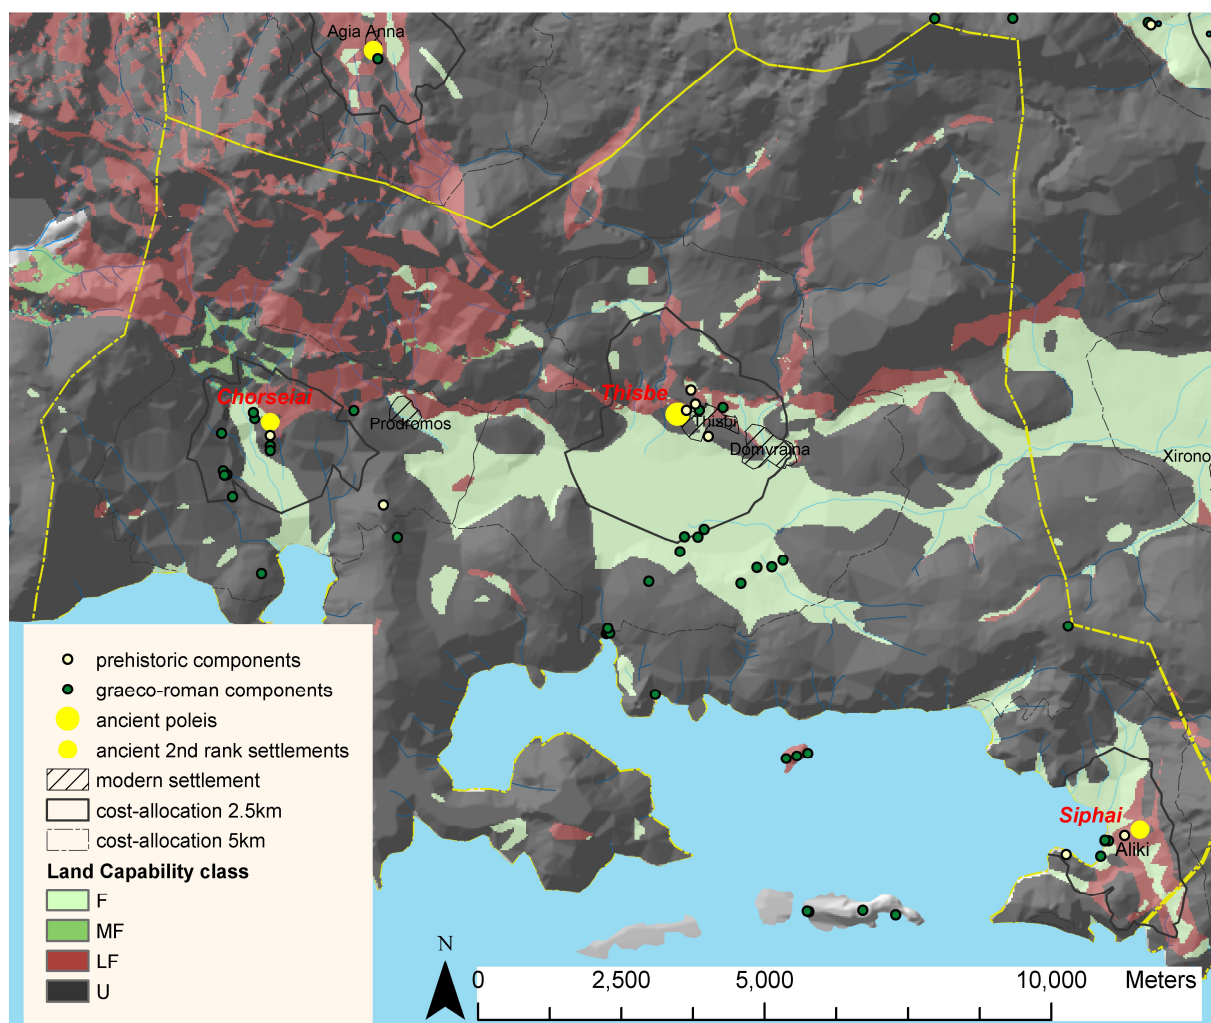 Agia Anna
Chorseiai
Prodromos
Thisbe
Thisbi
Domvraina
Xirono
Siphai
Aliki
prehistoric components
graeco-roman components
ancient poleis
ancient 2nd rank settlements
modern settlement
cost-allocation 2.5km
cost-allocation 5km
Land Capability class
F
MF
LF
U
N
0 2,500 5,000 10,000 Meters